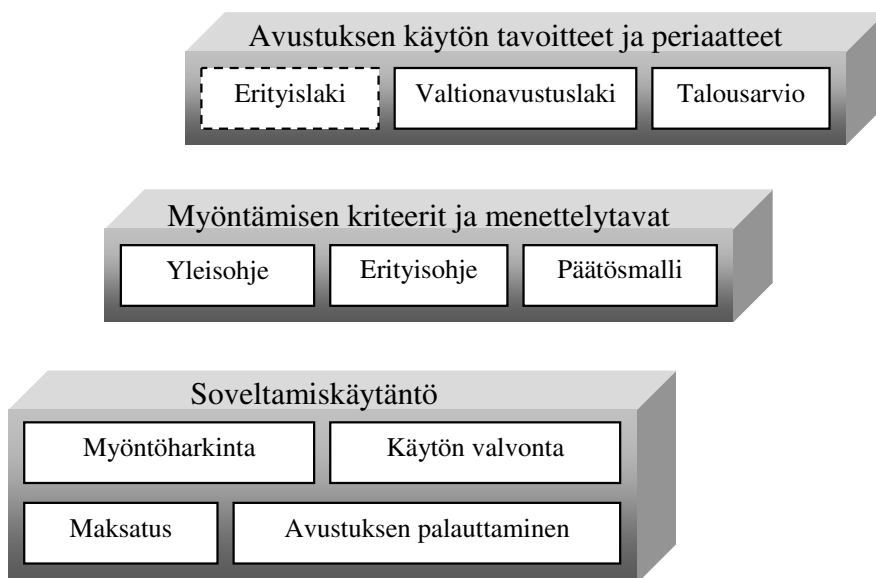 Avustuksen käytön tavoitteet ja periaatteet
Erityislaki
Valtionavustuslaki
Talousarvio
Myöntämisen kriteerit ja menettelytavat
Yleisohje
Erityisohje
Päätösmalli
Soveltamiskäytäntö
Myöntöharkinta
Käytön valvonta
Maksatus
Avustuksen palauttaminen